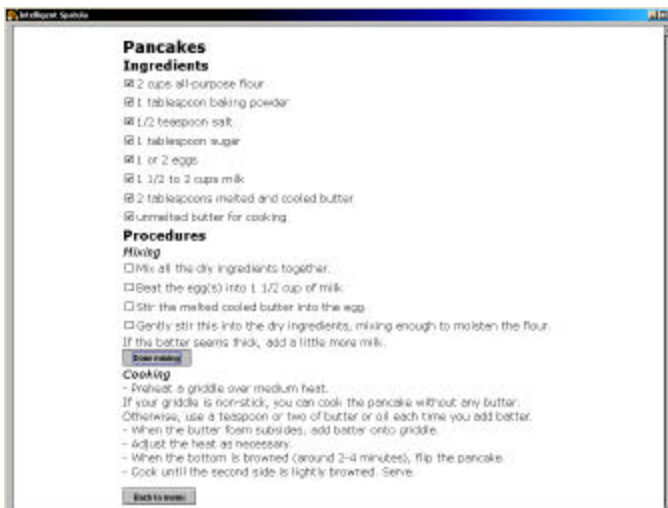 Intelligent Spatula
Pancakes
Ingredients
2 cups all-purpose flour
1 tablespoon baking powder
1/2 teaspoon salt
1 tablespoon sugar
1 or 2 eggs
1 1/2 to 2 cups milk
2 tablespoons melted and cooled butter
unmelted butter for cooking
Procedures
Mixing
Mix all the dry ingredients together.
Beat the egg(s) into 1 1/2 cup of milk
Stir the melted cooled butter into the egg
Gently stir this into the dry ingredients, mixing enough to moisten the flour.
If the batter seems thick, add a little more milk.
Done mixing
Cooking
- Preheat a griddle over medium heat.
If your griddle is non-stick, you can cook the pancake without any butter.
Otherwise, use a teaspoon or two of butter or oil each time you add batter.
- When the butter foam subsides, add batter onto griddle.
- Adjust the heat as necessary.
- When the bottom is browned (around 2-4 minutes), flip the pancake.
- Cook until the second side is lightly browned. Serve.
Back to menu